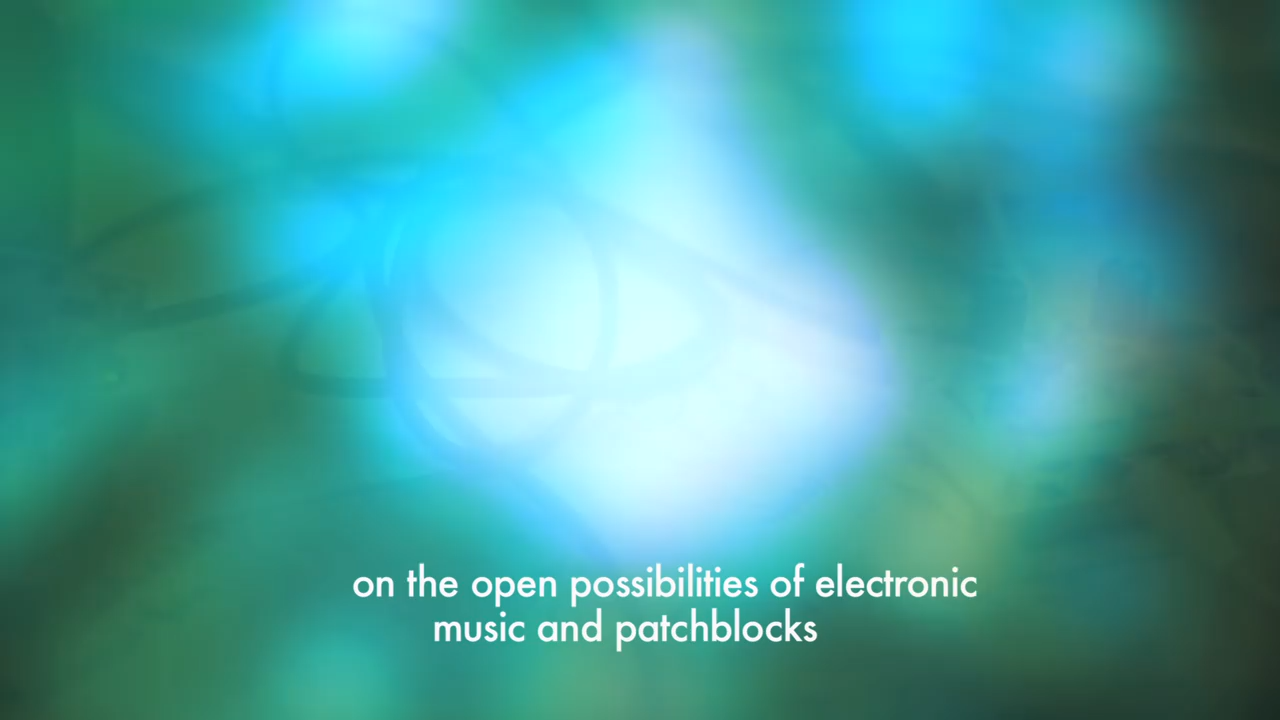 on the open possibilities of electronic
music and patchblocks